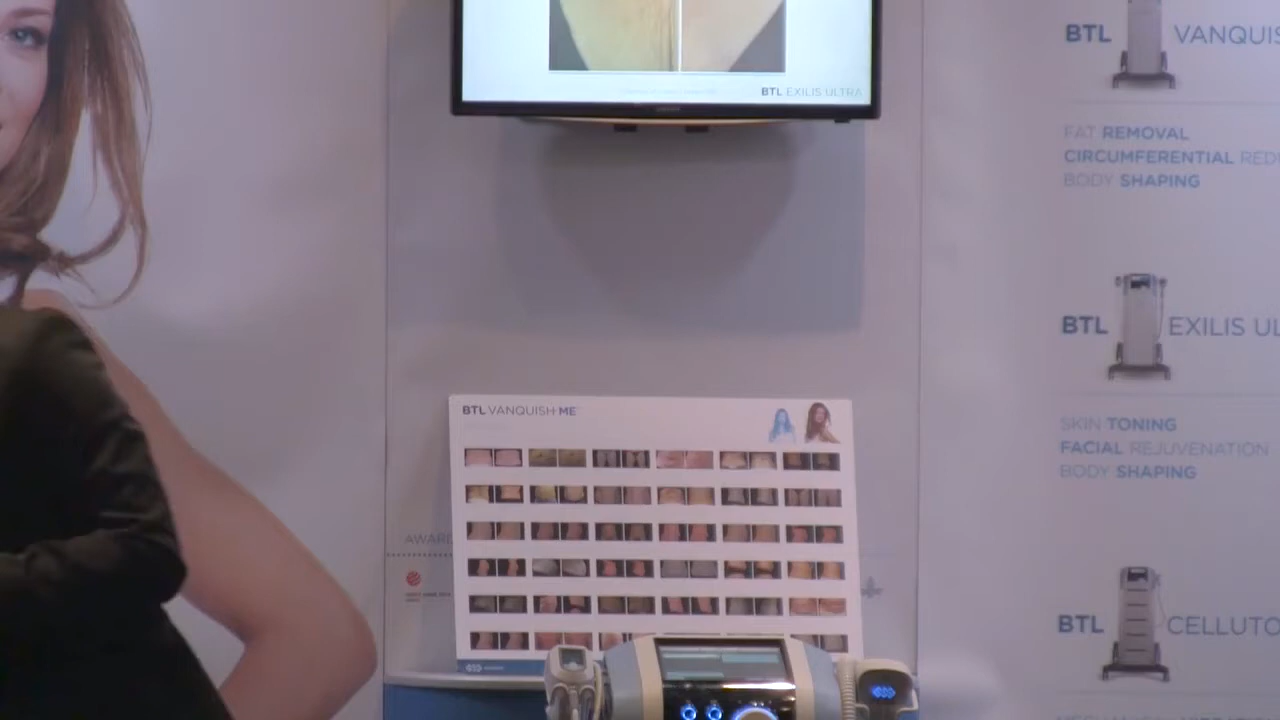 BTL EXILIS ULTRA
BTL VANQUIS
FAT REMOVAL
CIRCUMFERENTIAL RED
BODY SHAPING
BTL EXILIS UL
SKIN TONING
FACIAL REJUVENATION
BODY SHAPING
BTL VANQUISH ME
AWARD
BTL CELLUTO